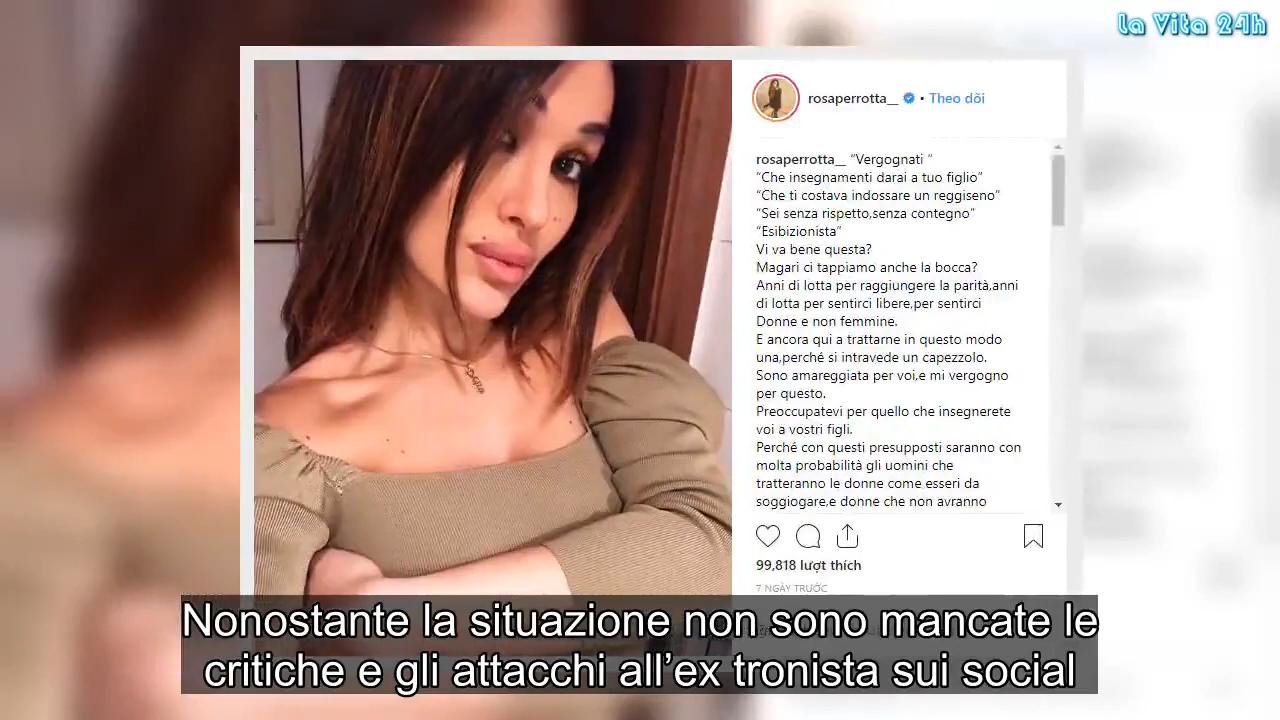 La Vita 24h
rosaperrotta__ • Theo dõi
rosaperrotta__ “Vergognati “
“Che insegnamenti darai a tuo figlio”
“Che ti costava indossare un reggiseno”
“Sei senza rispetto,senza contegno”
“Esibizionista”
Vi va bene questa?
Magari ci tappiamo anche la bocca?
Anni di lotta per raggiungere la parità,anni
di lotta per sentirci libere,per sentirci
Donne e non femmine.
E ancora qui a trattarne in questo modo
una,perché si intravede un capezzolo.
Sono amareggiata per voi,e mi vergogno
per questo.
Preoccupatevi per quello che insegnerete
voi a vostri figli.
Perché con questi presupposti saranno con
molta probabilità gli uomini che
tratteranno le donne come esseri da
soggiogare,e donne che non avranno
99,818 lượt thích
7 NGÀY TRƯỚC
Nonostante la situazione non sono mancate le
critiche e gli attacchi all’ex tronista sui social